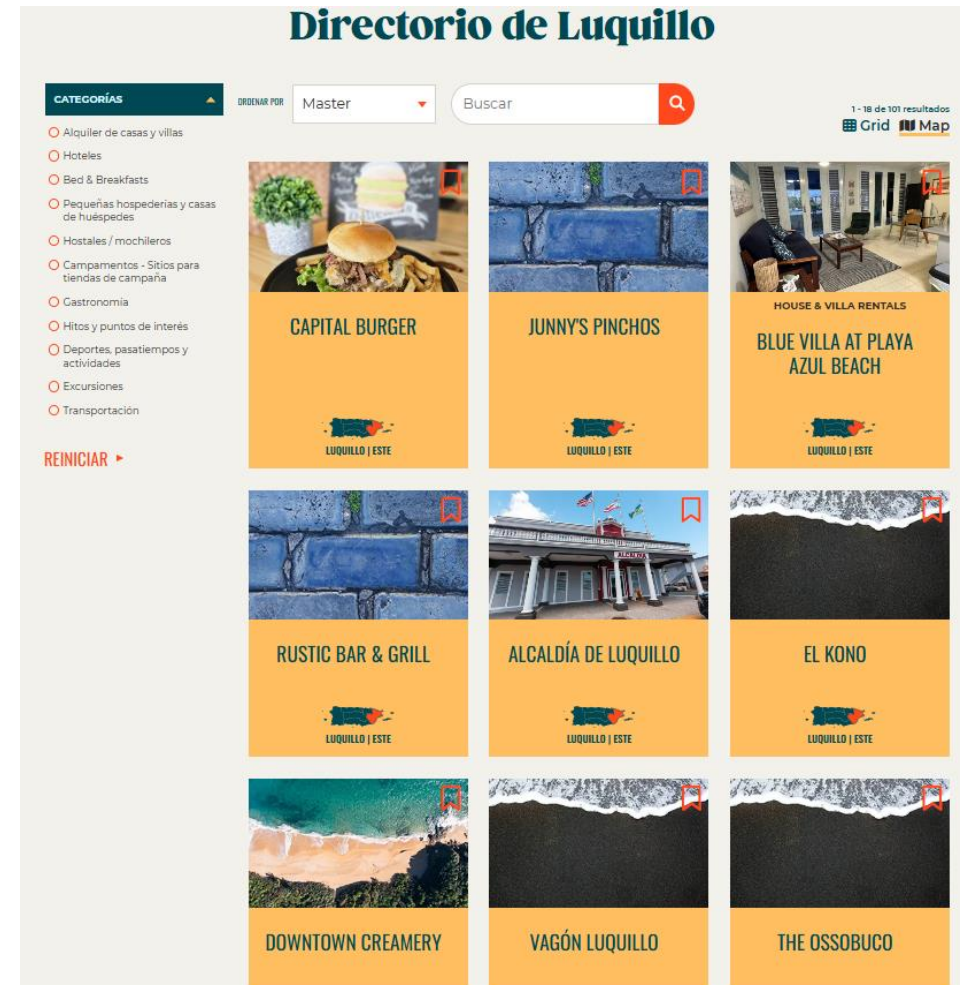 Directorio de Luquillo
CATEGORÍAS
ORDENAR POR
Master
Buscar
1 - 18 de 101 resultados
Grid
Map
Alquiler de casas y villas
Hoteles
Bed & Breakfasts
Pequeñas hospederías y casas
de huéspedes
Hostales / mochileros
Campamentos - Sitios para
tiendas de campaña
Gastronomía
Hitos y puntos de interés
Deportes, pasatiempos y
actividades
Excursiones
Transportación
REINICIAR
CAPITAL BURGER
LUQUILLO | ESTE
JUNNY'S PINCHOS
LUQUILLO | ESTE
HOUSE & VILLA RENTALS
BLUE VILLA AT PLAYA
AZUL BEACH
LUQUILLO | ESTE
RUSTIC BAR & GRILL
LUQUILLO | ESTE
ALCALDÍA
ALCALDÍA DE LUQUILLO
LUQUILLO | ESTE
EL KONO
LUQUILLO | ESTE
DOWNTOWN CREAMERY
VAGÓN LUQUILLO
THE OSSOBUCO